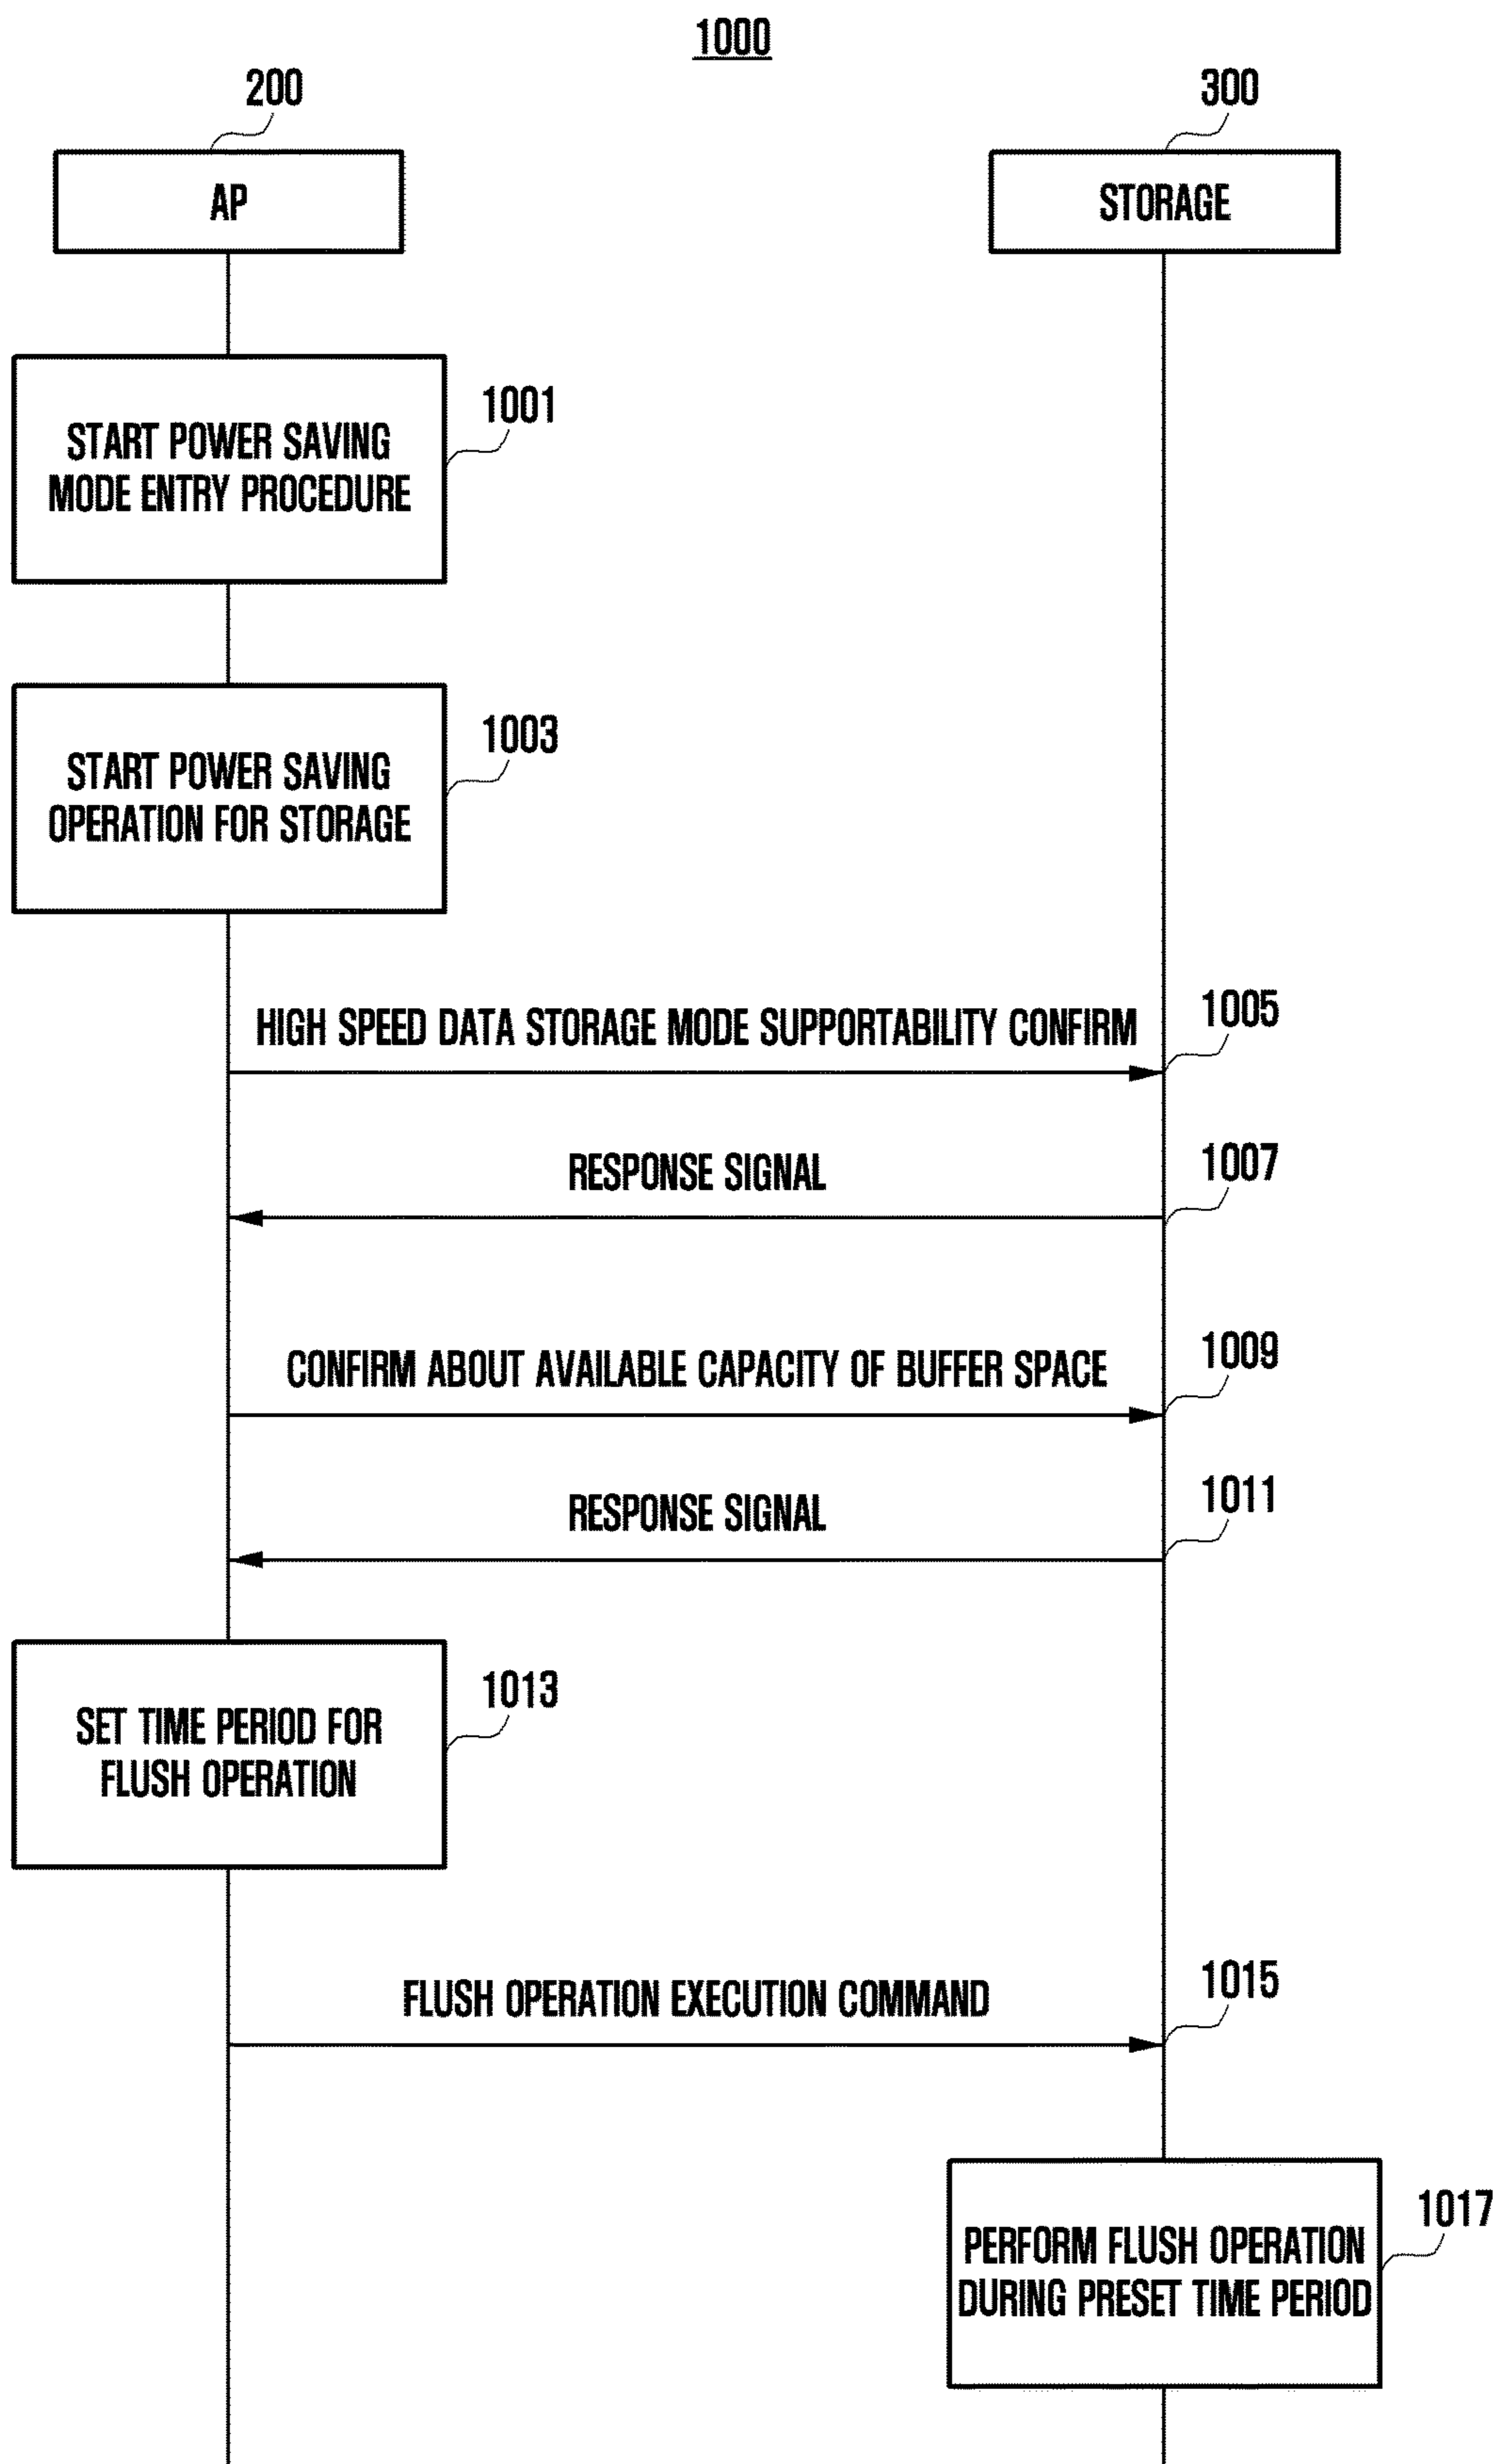 1000
200
300
AP
STORAGE
1001
START POWER SAVING
MODE ENTRY PROCEDURE
1003
START POWER SAVING
OPERATION FOR STORAGE
1005
HIGH SPEED DATA STORAGE MODE SUPPORTABILITY CONFIRM
1007
RESPONSE SIGNAL
1009
CONFIRM ABOUT AVAILABLE CAPACITY OF BUFFER SPACE
1011
RESPONSE SIGNAL
1013
SET TIME PERIOD FOR
FLUSH OPERATION
1015
FLUSH OPERATION EXECUTION COMMAND
1017
PERFORM FLUSH OPERATION
DURING PRESET TIME PERIOD